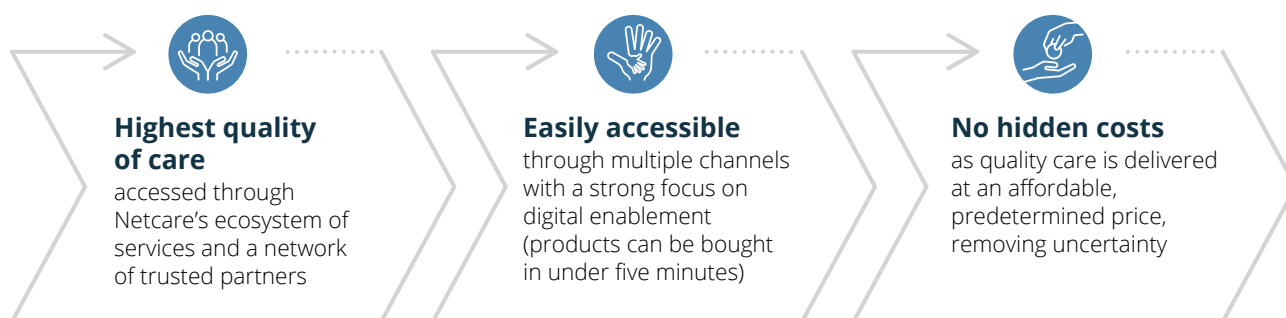 Highest quality
of care
accessed through
Netcare’s ecosystem of
services and a network
of trusted partners
Easily accessible
through multiple channels
with a strong focus on
digital enablement
(products can be bought
in under five minutes)
No hidden costs
as quality care is delivered
at an affordable,
predetermined price,
removing uncertainty